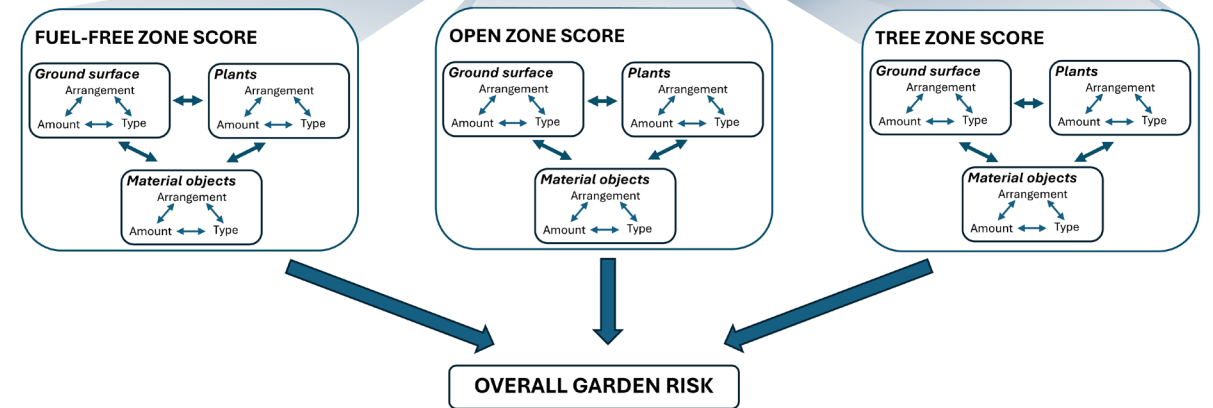 FUEL-FREE ZONE SCORE
Ground surface
Arrangement
Amount Type
Plants
Arrangement
Amount Type
Material objects
Arrangement
Amount Type
OPEN ZONE SCORE
Ground surface
Arrangement
Amount Type
Plants
Arrangement
Amount Type
Material objects
Arrangement
Amount Type
TREE ZONE SCORE
Ground surface
Arrangement
Amount Type
Plants
Arrangement
Amount Type
Material objects
Arrangement
Amount Type
OVERALL GARDEN RISK